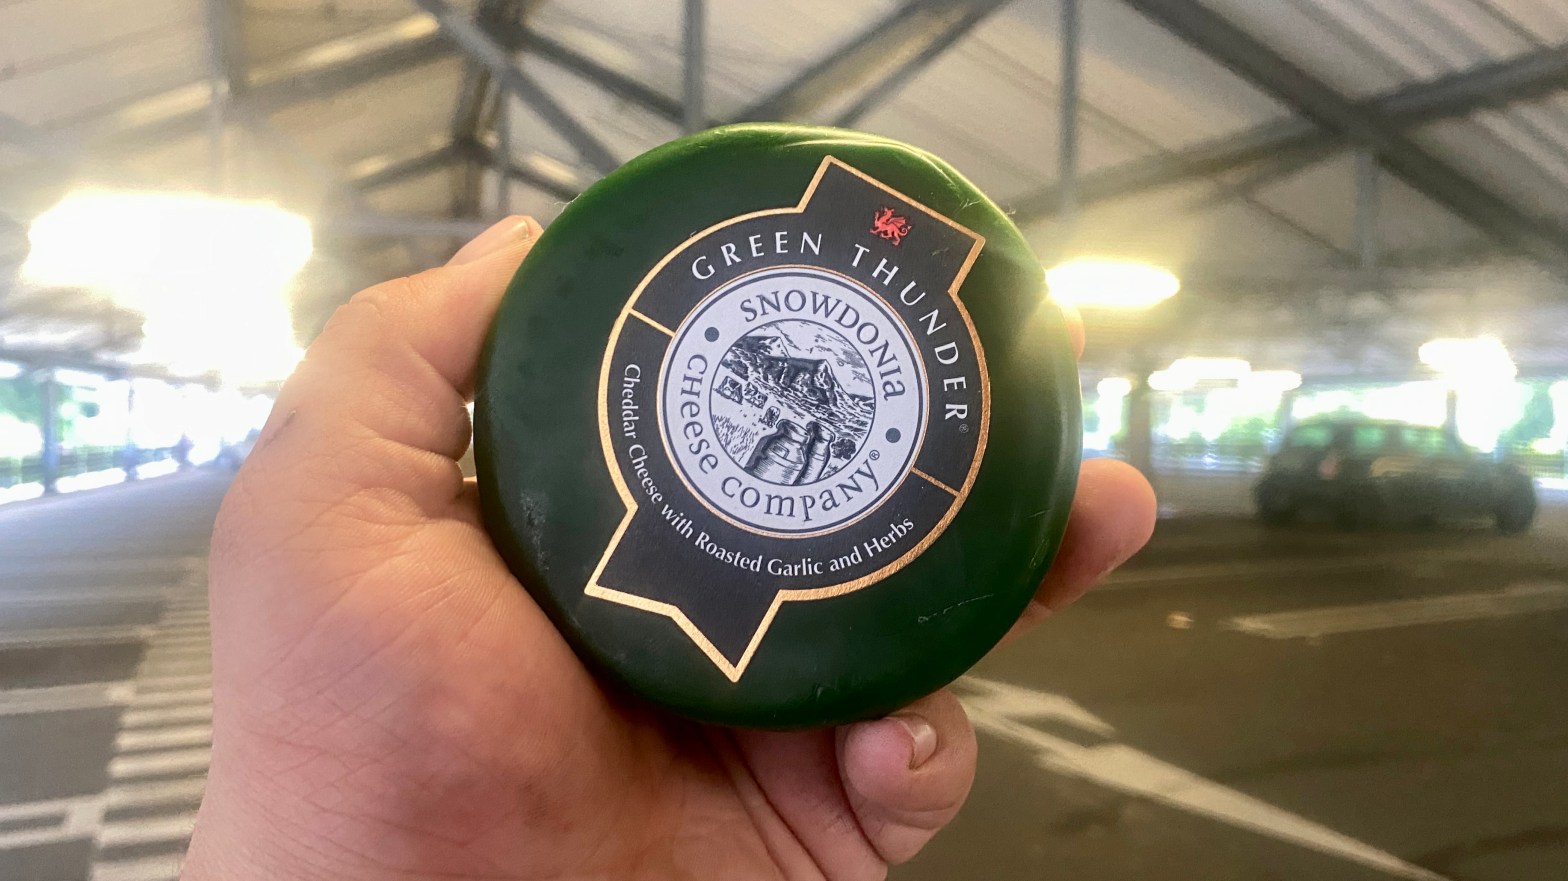 GREEN THUNDER®
SNOWDONIA
CHEESE COMPANY®
Cheddar Cheese with Roasted Garlic and Herbs